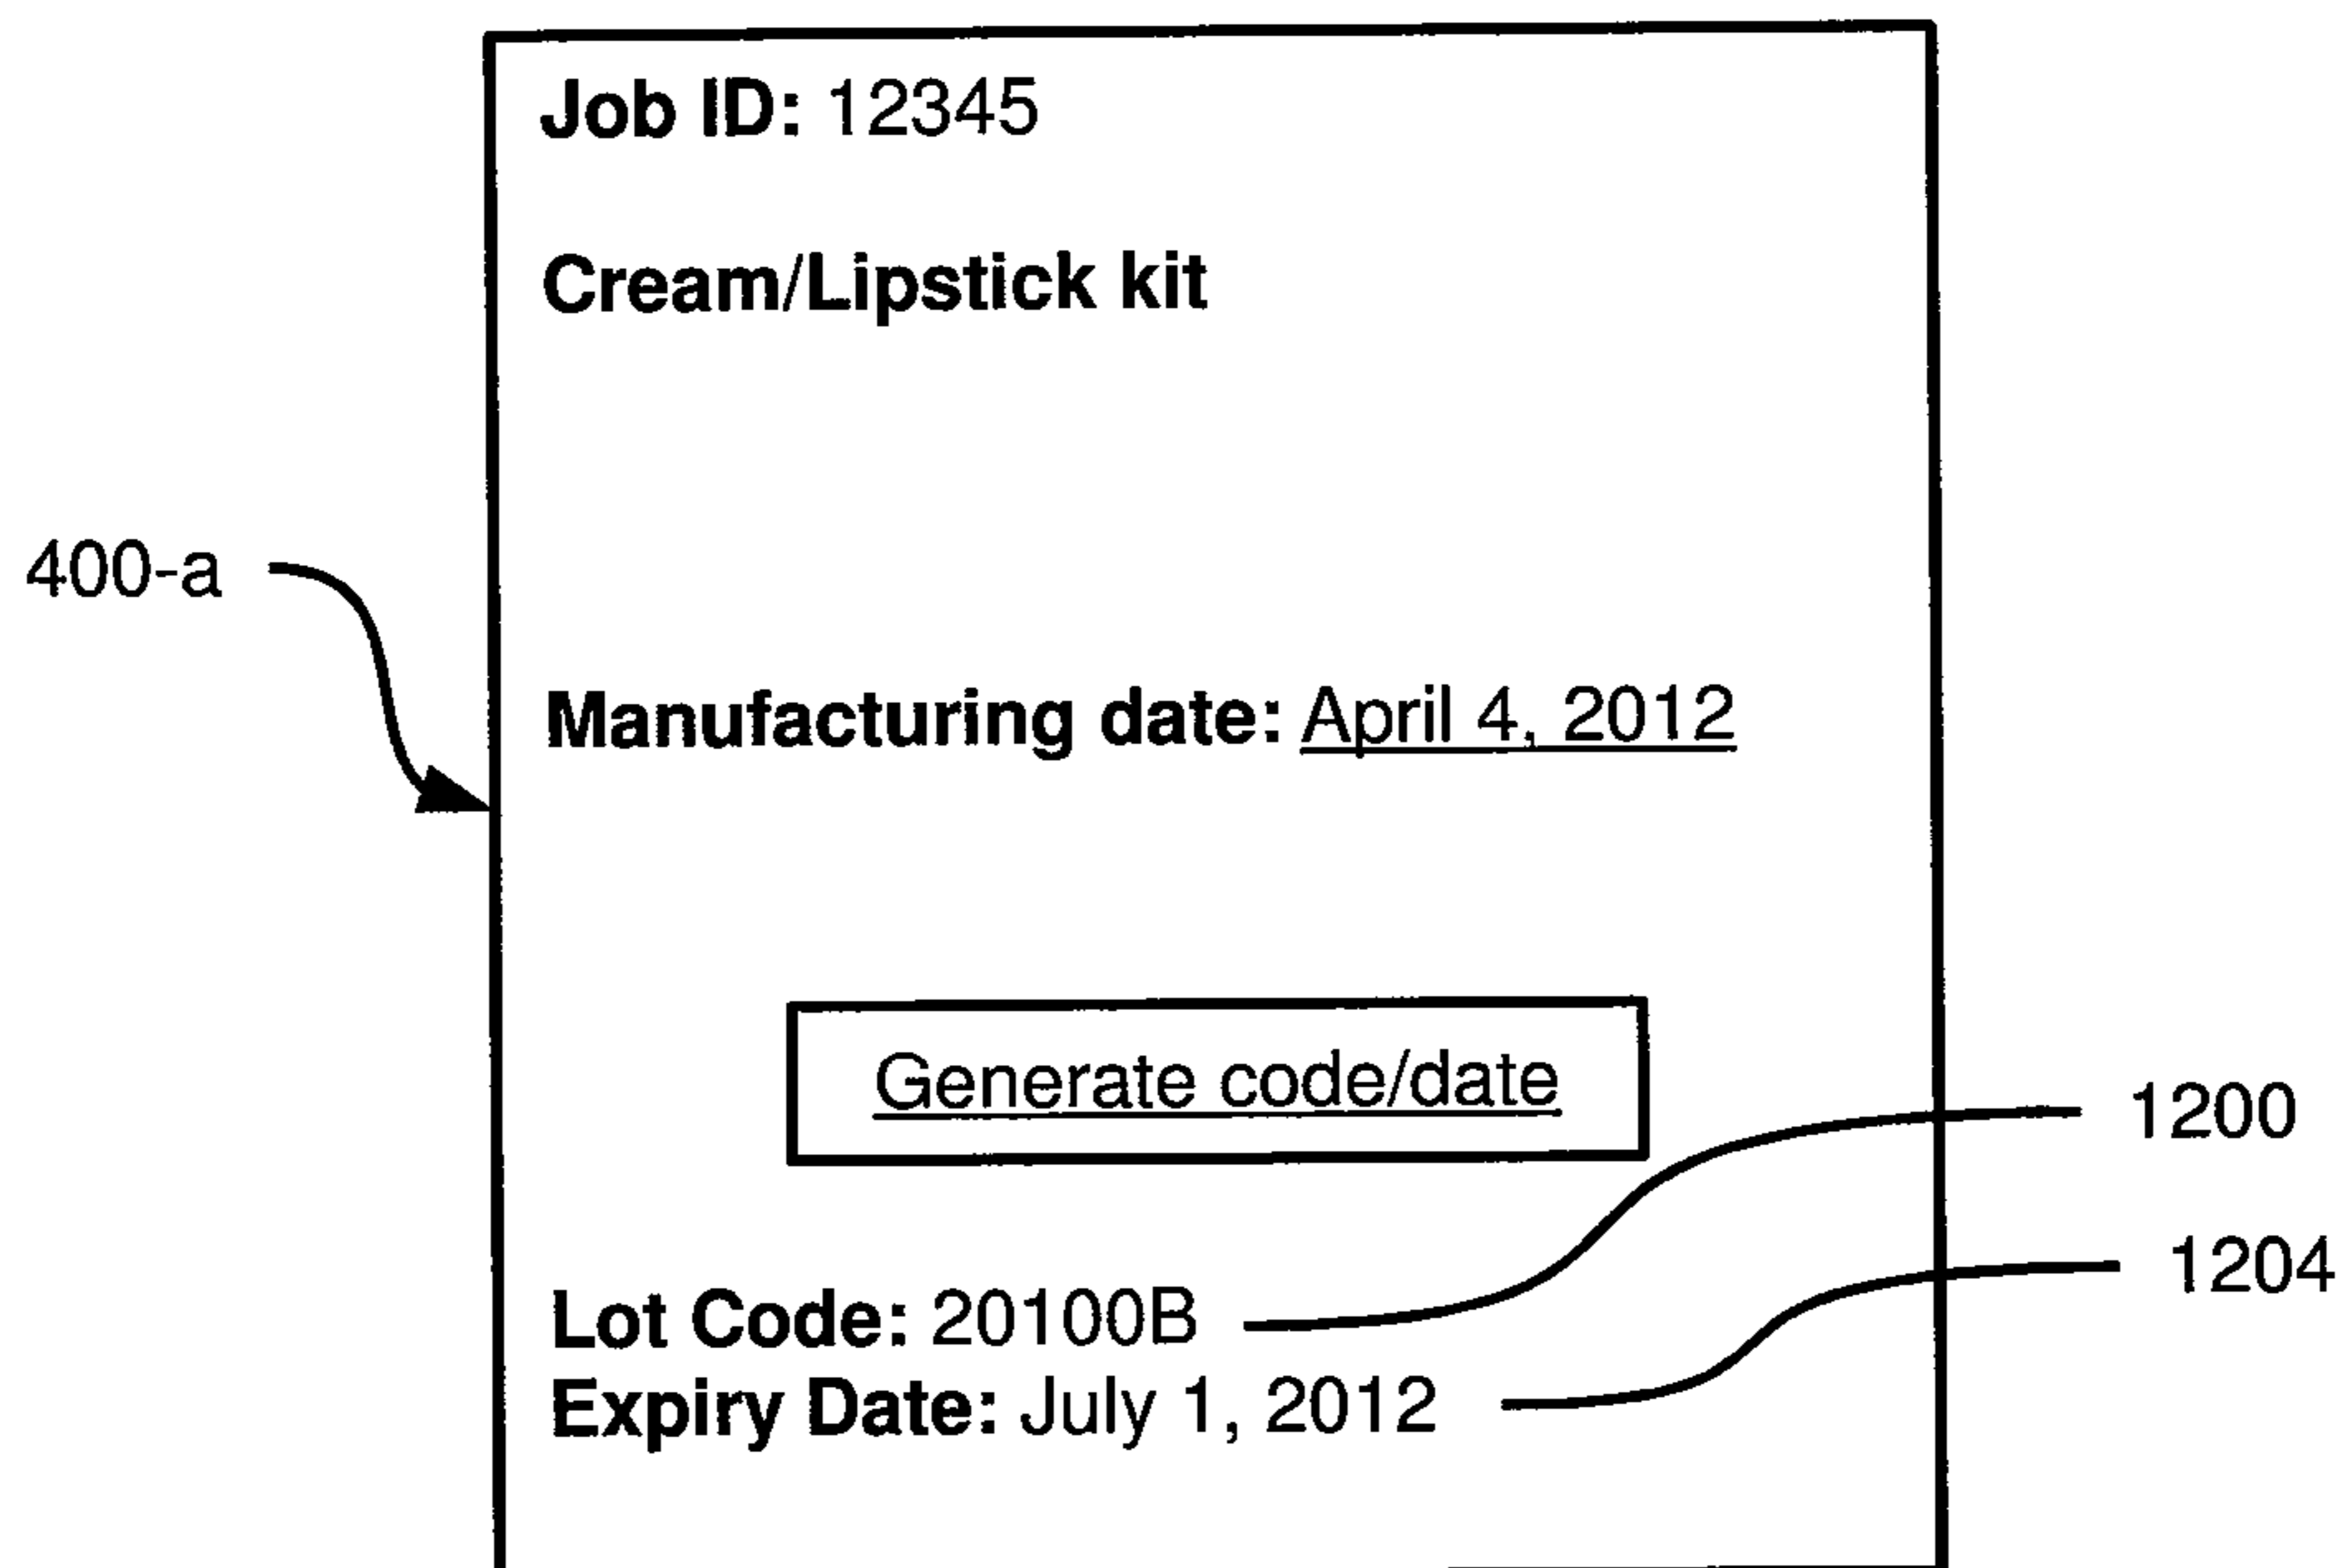 Job ID: 12345
Cream/Lipstick kit
400-a
Manufacturing date: April 4, 2012
Generate code/date
1200
1204
Lot Code: 20100B
Expiry Date: July 1, 2012